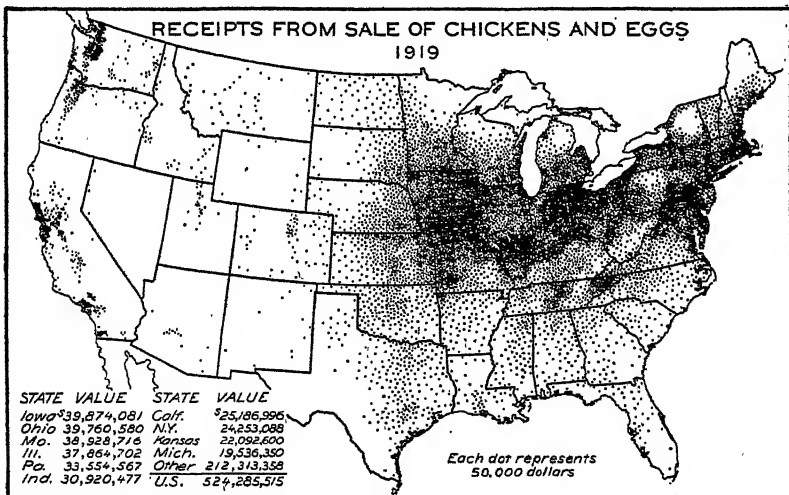 RECEIPTS FROM SALE OF CHICKENS AND EGGS
1919
STATE VALUE STATE VALUE
Iowa $39,874,081 Calf. $25,186,996
Ohio 39,760,580 N.Y. 24,253,088
Mo. 38,928,716 Kansas 22,092,600
Ill. 37,864,702 Mich. 19,536,350
Pa. 33,554,567 Other 212,313,358
Ind. 30,920,477 U.S. 524,285,515
Each dot represents
50,000 dollars